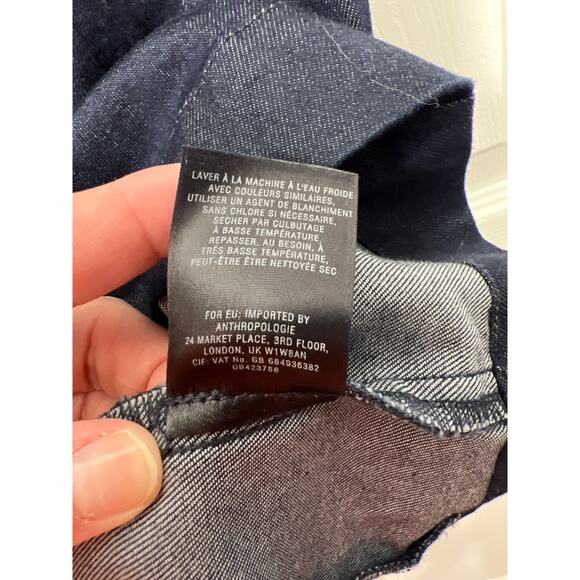 LAVER À LA MACHINE À L'EAU FROIDE
AVEC COULEURS SIMILAIRES,
UTILISER UN AGENT DE BLANCHIMENT
SANS CHLORE SI NÉCESSAIRE,
SECHER PAR CULBUTAGE
À BASSE TEMPÉRATURE,
REPASSER, AU BESOIN, À
TRÈS BASSE TEMPÉRATURE,
PEUT-ÊTRE ÊTRE NETTOYÉE SEC
FOR EU; IMPORTED BY
ANTHROPOLOGIE
24 MARKET PLACE, 3RD FLOOR,
LONDON, UK W1W8AN
CIF: VAT No. GB 684936382
OB423768